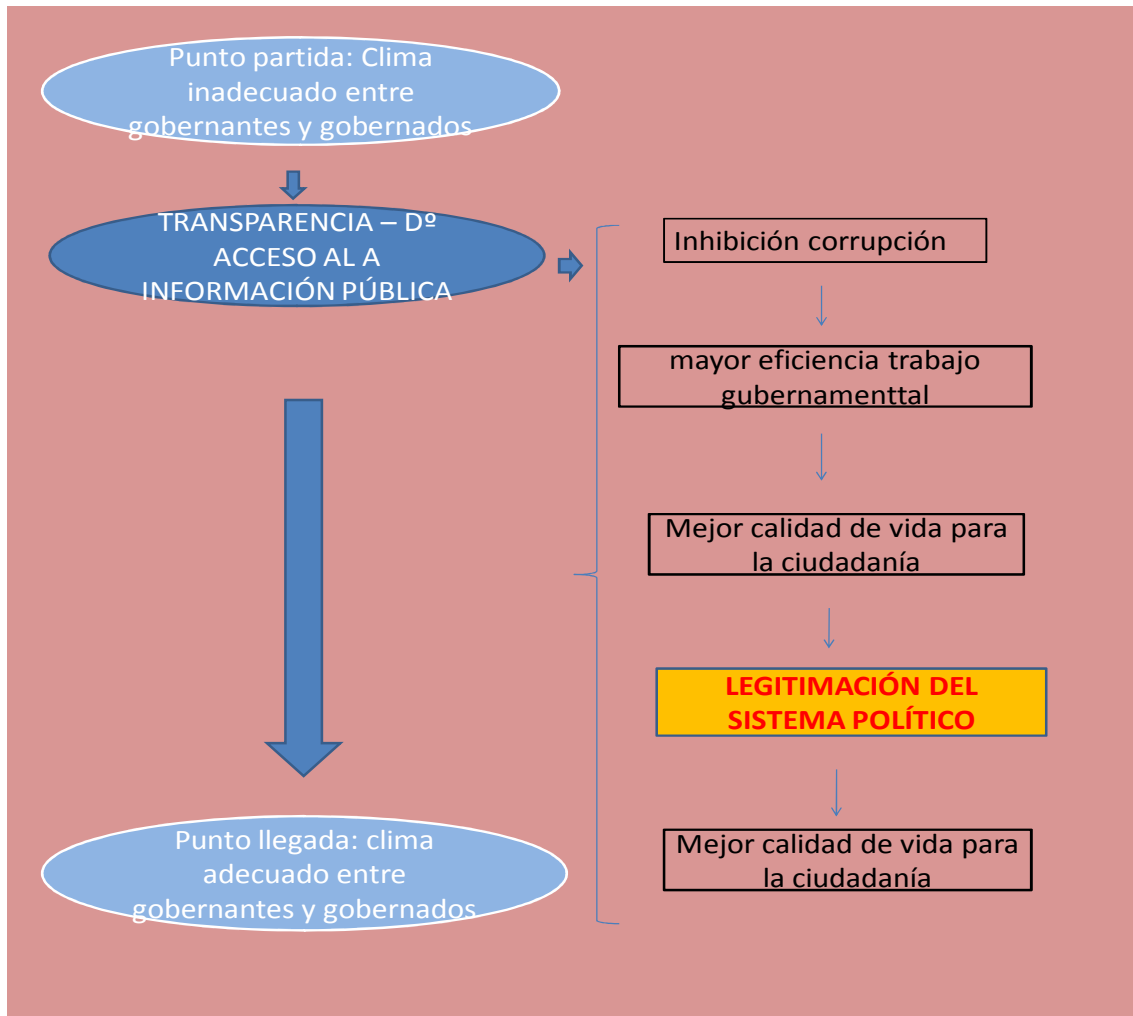 Punto partida: Clima
inadecuado entre
gobernantes y gobernados
TRANSPARENCIA – Dº
ACCESO AL A
INFORMACIÓN PÚBLICA
Inhibición corrupción
mayor eficiencia trabajo
gubernamenttal
Mejor calidad de vida para
la ciudadanía
LEGITIMACIÓN DEL
SISTEMA POLÍTICO
Mejor calidad de vida para
la ciudadanía
Punto llegada: clima
adecuado entre
gobernantes y gobernados